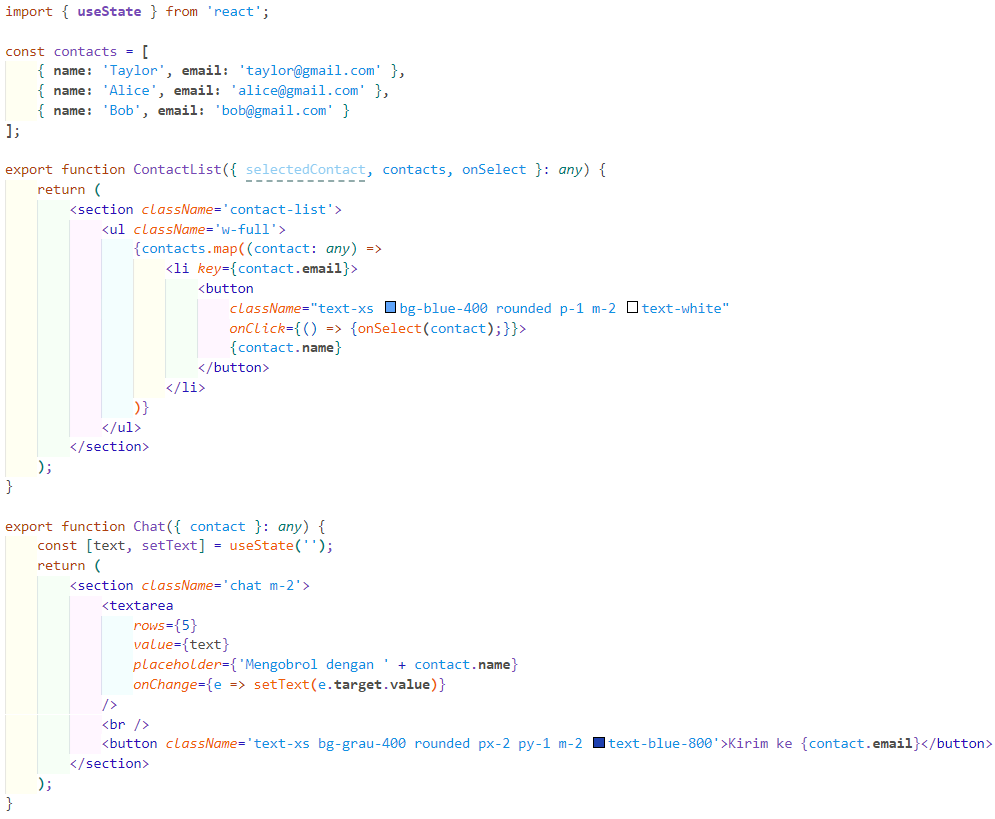 import { useState } from 'react';
const contacts = [
{ name: 'Taylor', email: 'taylor@gmail.com' },
{ name: 'Alice', email: 'alice@gmail.com' },
{ name: 'Bob', email: 'bob@gmail.com' }
];
export function ContactList({ selectedContact, contacts, onSelect }: any) {
return (
<section className='contact-list'>
<ul className='w-full'>
{contacts.map((contact: any) =>
<li key={contact.email}>
<button
className="text-xs bg-blue-400 rounded p-1 m-2 text-white"
onClick={() => {onSelect(contact);}}>
{contact.name}
</button>
</li>
)}
</ul>
</section>
);
}
export function Chat({ contact }: any) {
const [text, setText] = useState('');
return (
<section className='chat m-2'>
<textarea
rows={5}
value={text}
placeholder={'Mengobrol dengan ' + contact.name}
onChange={e => setText(e.target.value)}
/>
<br />
<button className='text-xs bg-grau-400 rounded px-2 py-1 m-2 text-blue-800'>Kirim ke {contact.email}</button>
</section>
);
}